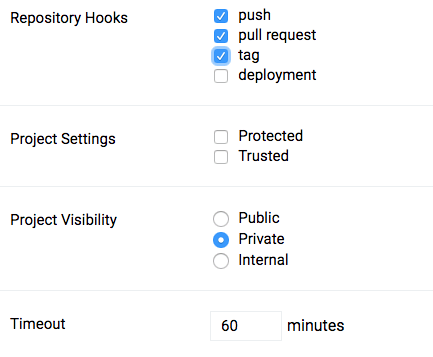 Repository Hooks
push
pull request
tag
deployment
Project Settings
Protected
Trusted
Project Visibility
Public
Private
Internal
Timeout
60 minutes